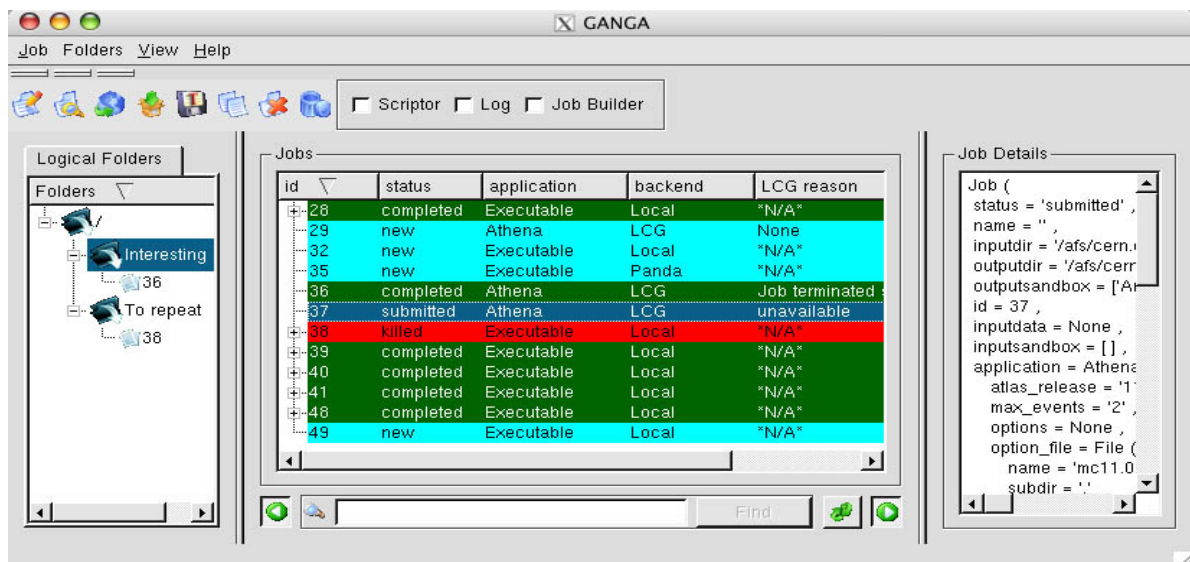 GANGA
Job Folders View Help
Scriptor Log Job Builder
Logical Folders
Folders
/
Interesting
36
To repeat
38
Jobs
id status application backend LCG reason
28 completed Executable Local *N/A*
29 new Athena LCG None
32 new Executable Local *N/A*
35 new Executable Panda *N/A*
36 completed Athena LCG Job terminated s
37 submitted Athena LCG unavailable
38 killed Executable Local *N/A*
39 completed Executable Local *N/A*
40 completed Executable Local *N/A*
41 completed Executable Local *N/A*
48 completed Executable Local *N/A*
49 new Executable Local *N/A*
Find
Job Details
Job (
status = 'submitted' ,
name = '' ,
inputdir = '/afs/cern.
outputdir = '/afs/cerr
outputsandbox = ['A
id = 37 ,
inputdata = None ,
inputsandbox = [ ] ,
application = Athena
atlas_release = '1
max_events = '2' ,
options = None ,
option_file = File (
name = 'mc11.0
subdir = '.'